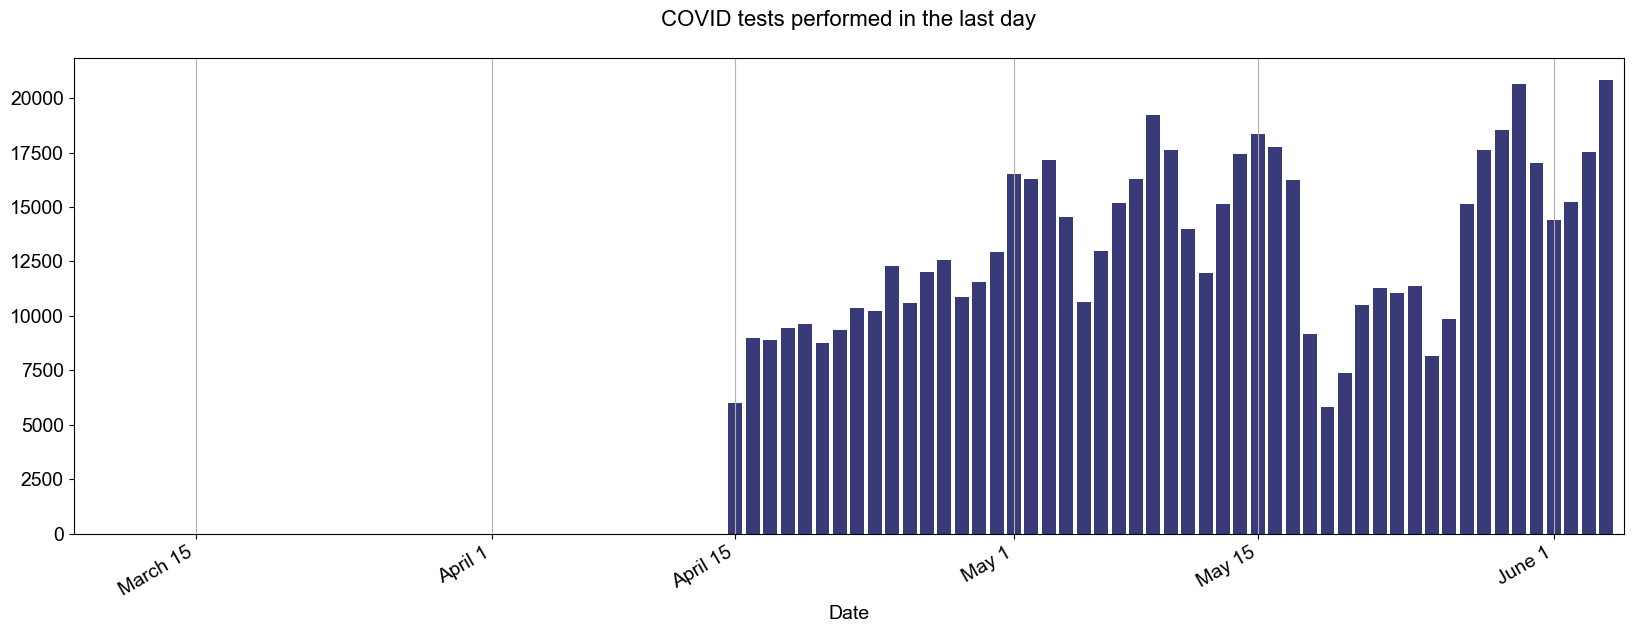 COVID tests performed in the last day
20000
17500
15000
12500
10000
7500
5000
2500
0
March 15
April 1
April 15
May 1
May 15
June 1
Date